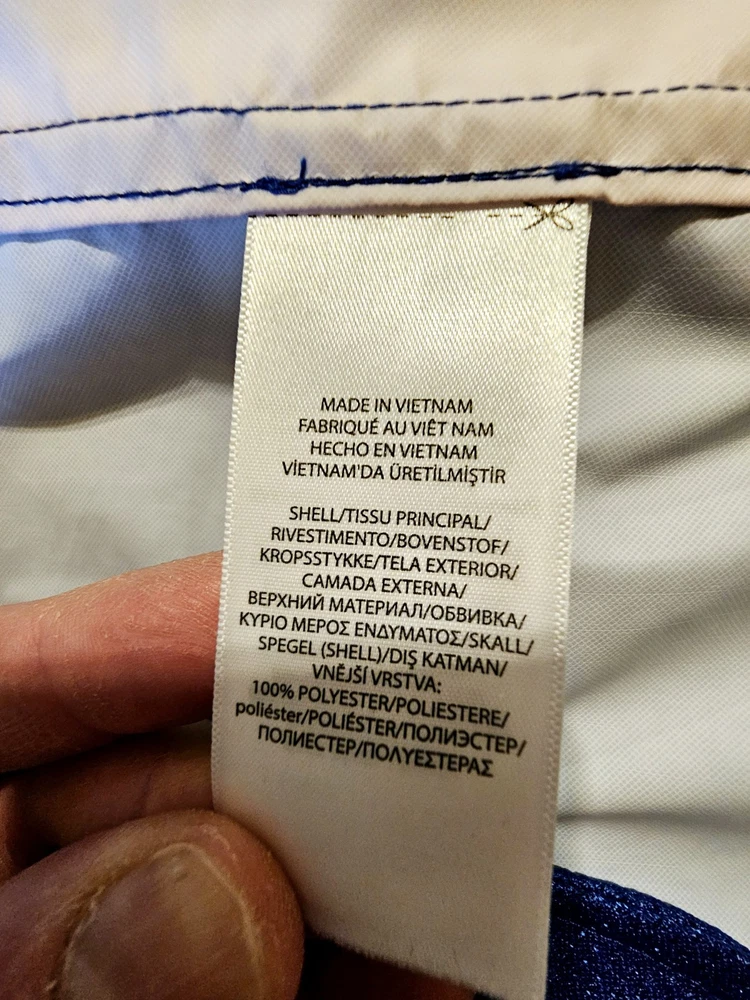 MADE IN VIETNAM
FABRIQUÉ AU VIÊT NAM
HECHO EN VIETNAM
VİETNAM'DA ÜRETİLMİŞTİR
SHELL/TISSU PRINCIPAL/
RIVESTIMENTO/BOVENSTOF/
KROPSSTYKKE/TELA EXTERIOR/
CAMADA EXTERNA/
ВЕРХНИЙ МАТЕРИАЛ/ОБВИВКА/
ΚΥΡΙΟ ΜΕΡΟΣ ΕΝΔΥΜΑΤΟΣ/SKALL/
SPEGEL (SHELL)/DIŞ KATMAN/
VNĚJŠÍ VRSTVA:
100% POLYESTER/POLIESTERE/
poliéster/POLIÉSTER/ПОЛИЭСТЕР/
ПОЛИЕСТЕР/ΠΟΛΥΕΣΤΕΡΑΣ